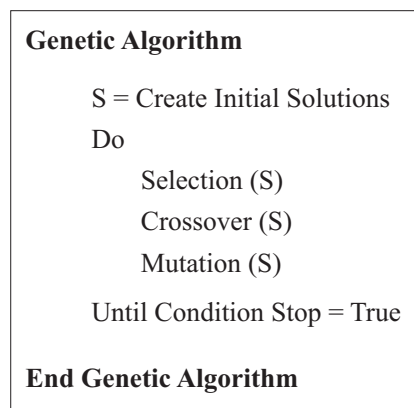 Genetic Algorithm
S = Create Initial Solutions
Do
Selection (S)
Crossover (S)
Mutation (S)
Until Condition Stop = True
End Genetic Algorithm